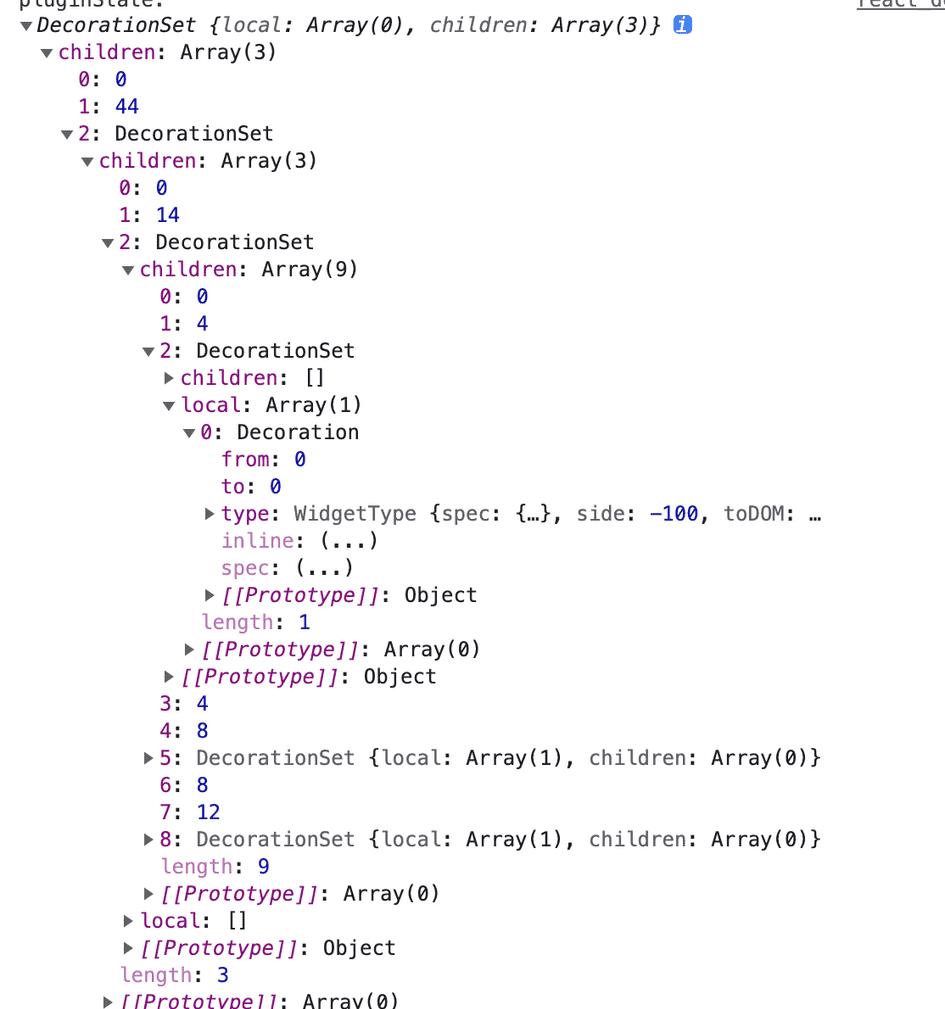 pluginState:
DecorationSet {local: Array(0), children: Array(3)} i
children: Array(3)
0: 0
1: 44
2: DecorationSet
children: Array(3)
0: 0
1: 14
2: DecorationSet
children: Array(9)
0: 0
1: 4
2: DecorationSet
children: []
local: Array(1)
0: Decoration
from: 0
to: 0
type: WidgetType {spec: {…}, side: -100, toDOM: …
inline: (...)
spec: (...)
[[Prototype]]: Object
length: 1
[[Prototype]]: Array(0)
[[Prototype]]: Object
3: 4
4: 8
5: DecorationSet {local: Array(1), children: Array(0)}
6: 8
7: 12
8: DecorationSet {local: Array(1), children: Array(0)}
length: 9
[[Prototype]]: Array(0)
local: []
[[Prototype]]: Object
length: 3
[[Prototype]]: Array(0)